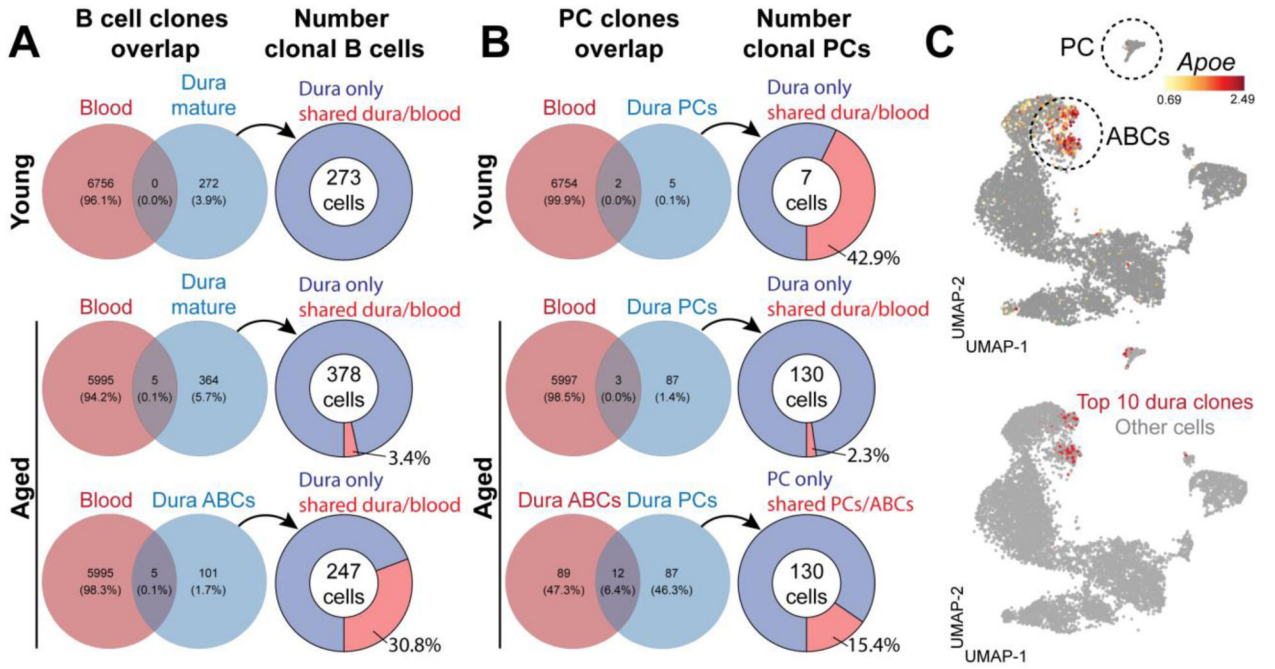 A
B cell clones
overlap
Number
clonal B cells
Young
Blood
Dura
mature
6756
(96.1%)
0
(0.0%)
272
(3.9%)
Dura only
shared dura/blood
273
cells
Aged
Blood
Dura
mature
5995
(94.2%)
5
(0.1%)
364
(5.7%)
Dura only
shared dura/blood
378
cells
3.4%
Blood
Dura ABCs
5995
(98.3%)
5
(0.1%)
101
(1.7%)
Dura only
shared dura/blood
247
cells
30.8%
B
PC clones
overlap
Number
clonal PCs
Young
Blood
Dura PCs
6754
(99.9%)
2
(0.0%)
5
(0.1%)
Dura only
shared dura/blood
7
cells
42.9%
Aged
Blood
Dura PCs
5997
(98.5%)
3
(0.0%)
87
(1.4%)
Dura only
shared dura/blood
130
cells
2.3%
Dura ABCs
Dura PCs
89
(47.3%)
12
(6.4%)
87
(46.3%)
PC only
shared PCs/ABCs
130
cells
15.4%
C
PC
Apoe
0.69
2.49
ABCs
UMAP-2
UMAP-1
Top 10 dura clones
Other cells
UMAP-2
UMAP-1